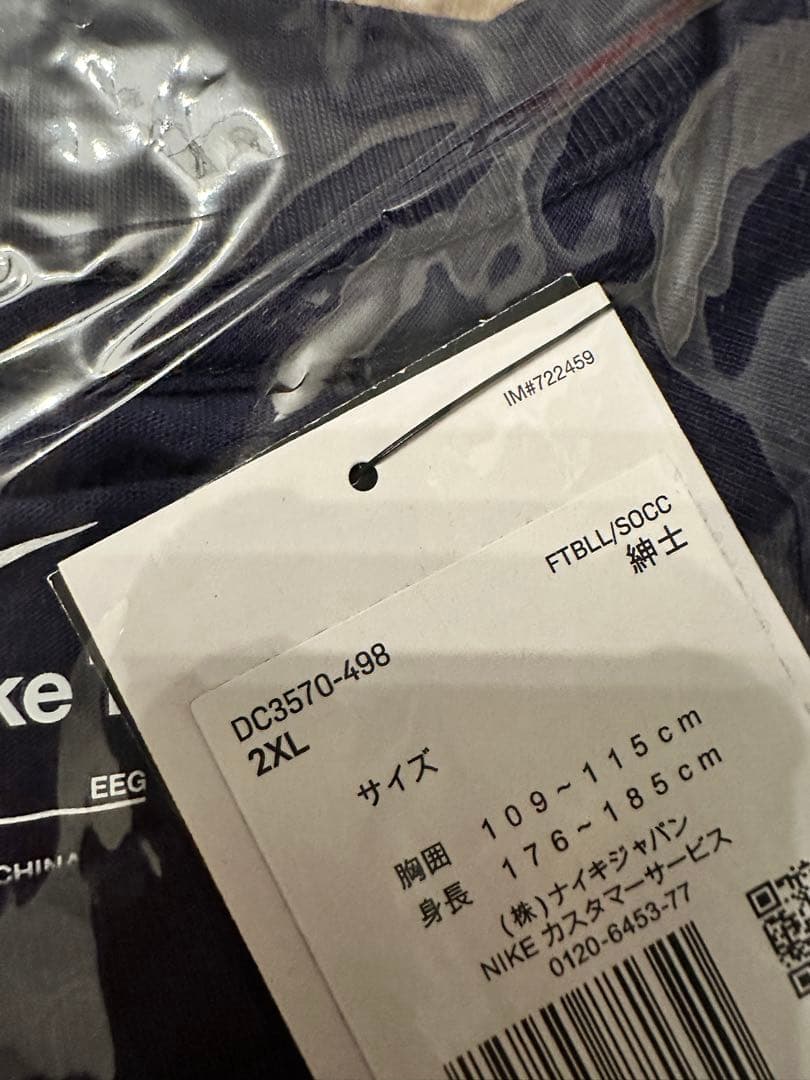 IM#722459
FTBLL/SOCC
紳士
DC3570-498
2XL
サイズ
胸囲 109~115cm
身長 176~185cm
(株)ナイキジャパン
NIKE カスタマーサービス
0120-6453-77
ke
EEG
CHINA